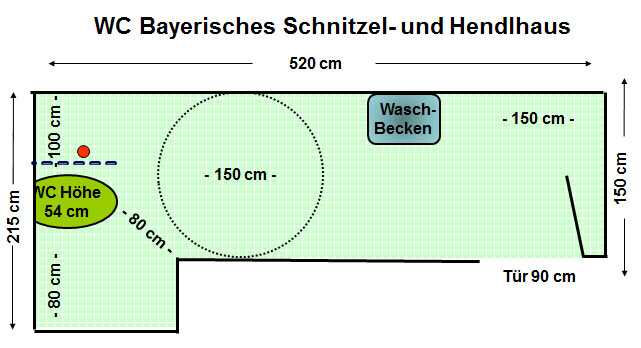 WC Bayerisches Schnitzel- und Hendlhaus
520 cm
- 100 cm -
Wasch-
Becken
- 150 cm -
- 150 cm -
150 cm
215 cm
WC Höhe
54 cm
- 80 cm -
- 80 cm -
Tür 90 cm